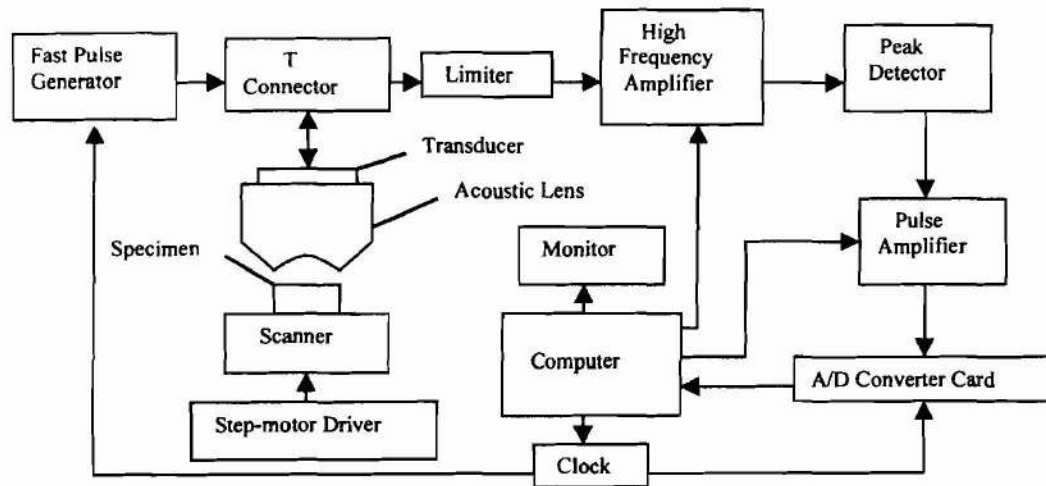 Fast Pulse
Generator
T
Connector
Limiter
High
Frequency
Amplifier
Peak
Detector
Transducer
Acoustic Lens
Specimen
Monitor
Pulse
Amplifier
Scanner
Computer
A/D Converter Card
Step-motor Driver
Clock